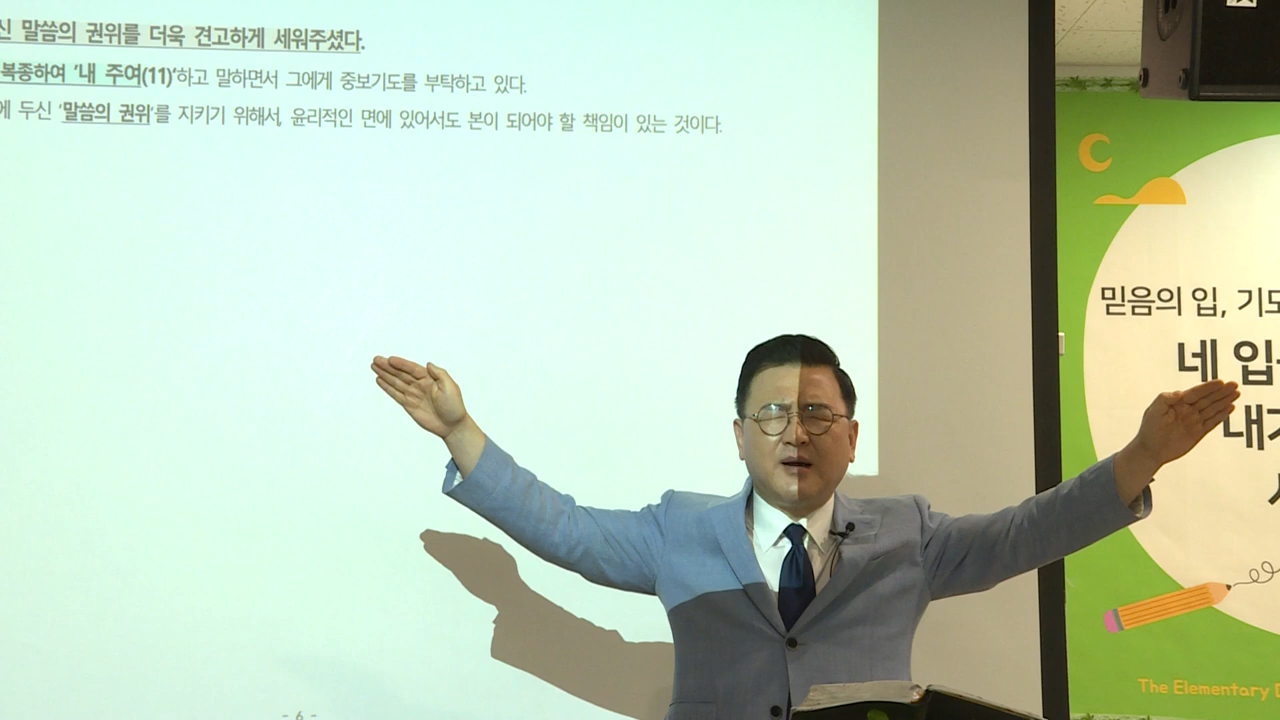 신 말씀의 권위를 더욱 견고하게 세워주셨다.
복종하여 '내 주여(11)'하고 말하면서 그에게 중보기도를 부탁하고 있다.
에 두신 '말씀의 권위'를 지키기 위해서, 윤리적인 면에 있어서도 본이 되어야 할 책임이 있는 것이다.
- 6 -
믿음의 입, 기도
네 입
내가
The Elementary